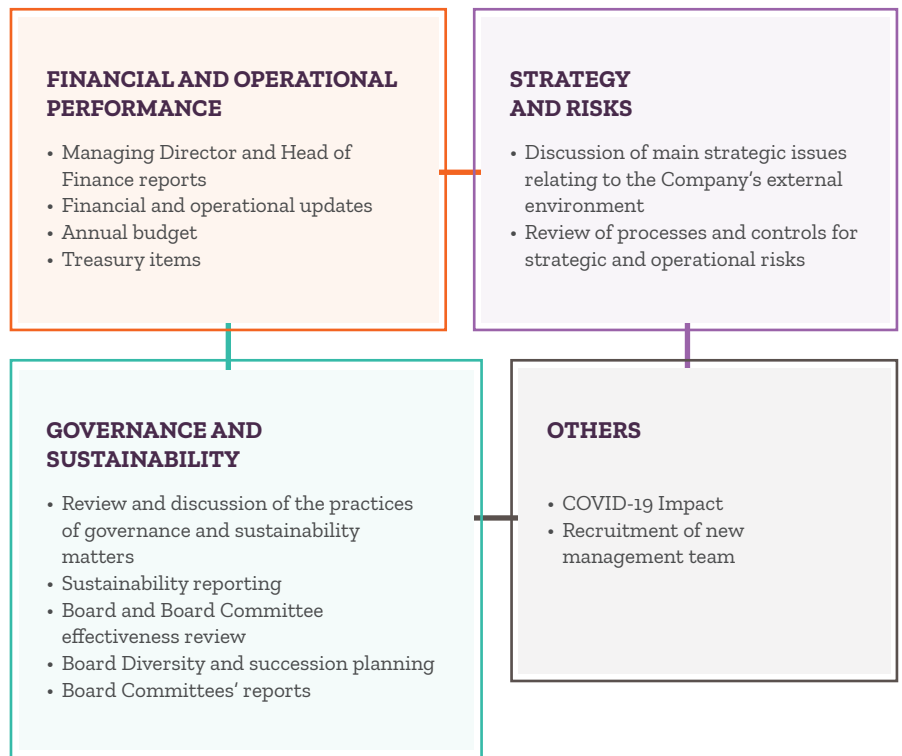 FINANCIAL AND OPERATIONAL
PERFORMANCE
• Managing Director and Head of
Finance reports
• Financial and operational updates
• Annual budget
• Treasury items
STRATEGY
AND RISKS
• Discussion of main strategic issues
relating to the Company's external
environment
• Review of processes and controls for
strategic and operational risks
GOVERNANCE AND
SUSTAINABILITY
• Review and discussion of the practices
of governance and sustainability
matters
• Sustainability reporting
• Board and Board Committee
effectiveness review
• Board Diversity and succession planning
• Board Committees' reports
OTHERS
• COVID-19 Impact
• Recruitment of new
management team